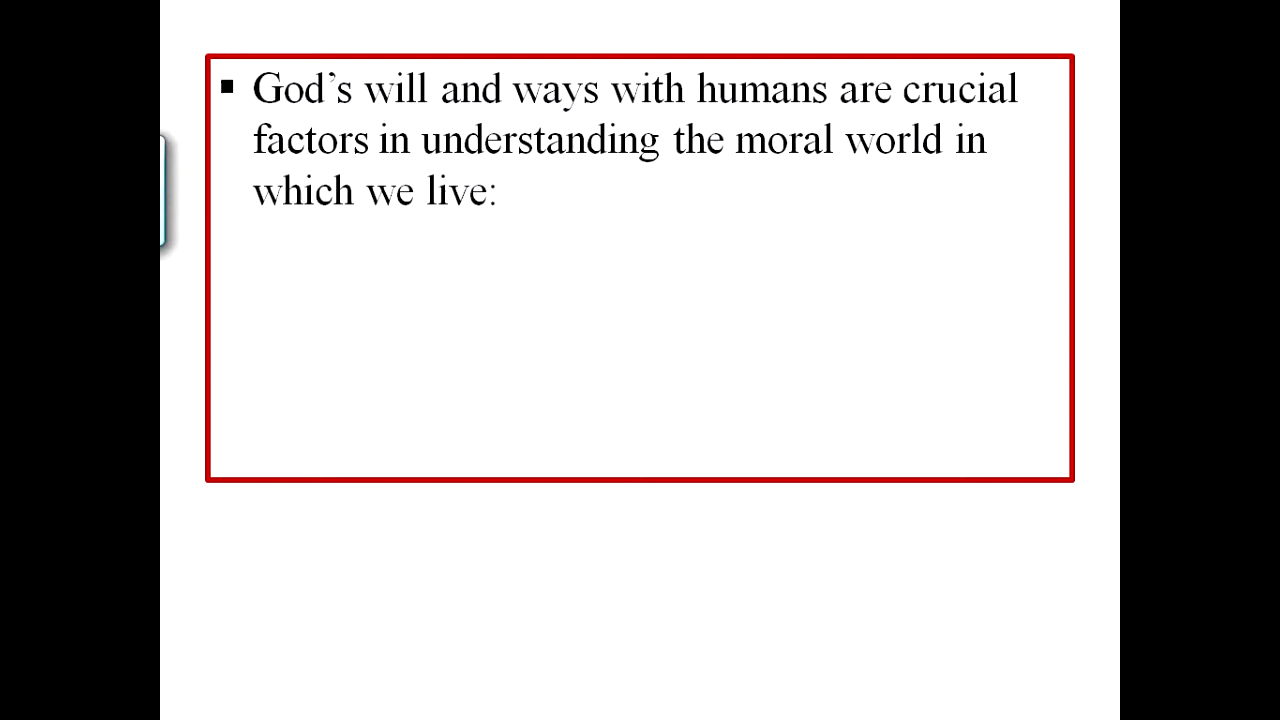 ▪ God’s will and ways with humans are crucial
factors in understanding the moral world in
which we live: